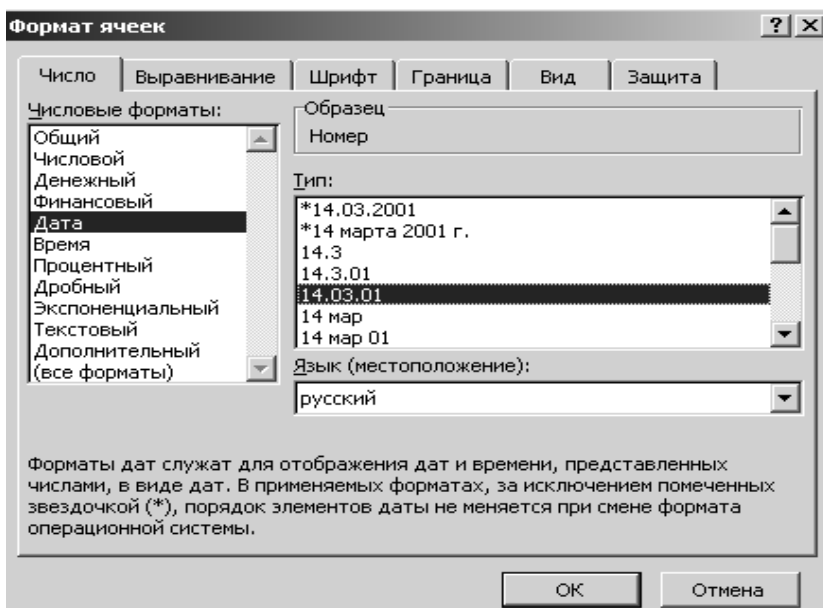 Формат ячеек
Число Выравнивание Шрифт Граница Вид Защита
Числовые форматы:
Общий
Числовой
Денежный
Финансовый
Дата
Время
Процентный
Дробный
Экспоненциальный
Текстовый
Дополнительный
(все форматы)
Образец
Номер
Тип:
*14.03.2001
*14 марта 2001 г.
14.3
14.3.01
14.03.01
14 мар
14 мар 01
Язык (местоположение):
русский
Форматы дат служат для отображения дат и времени, представленных
числами, в виде дат. В применяемых форматах, за исключением помеченных
звездочкой (*), порядок элементов даты не меняется при смене формата
операционной системы.
ОК Отмена